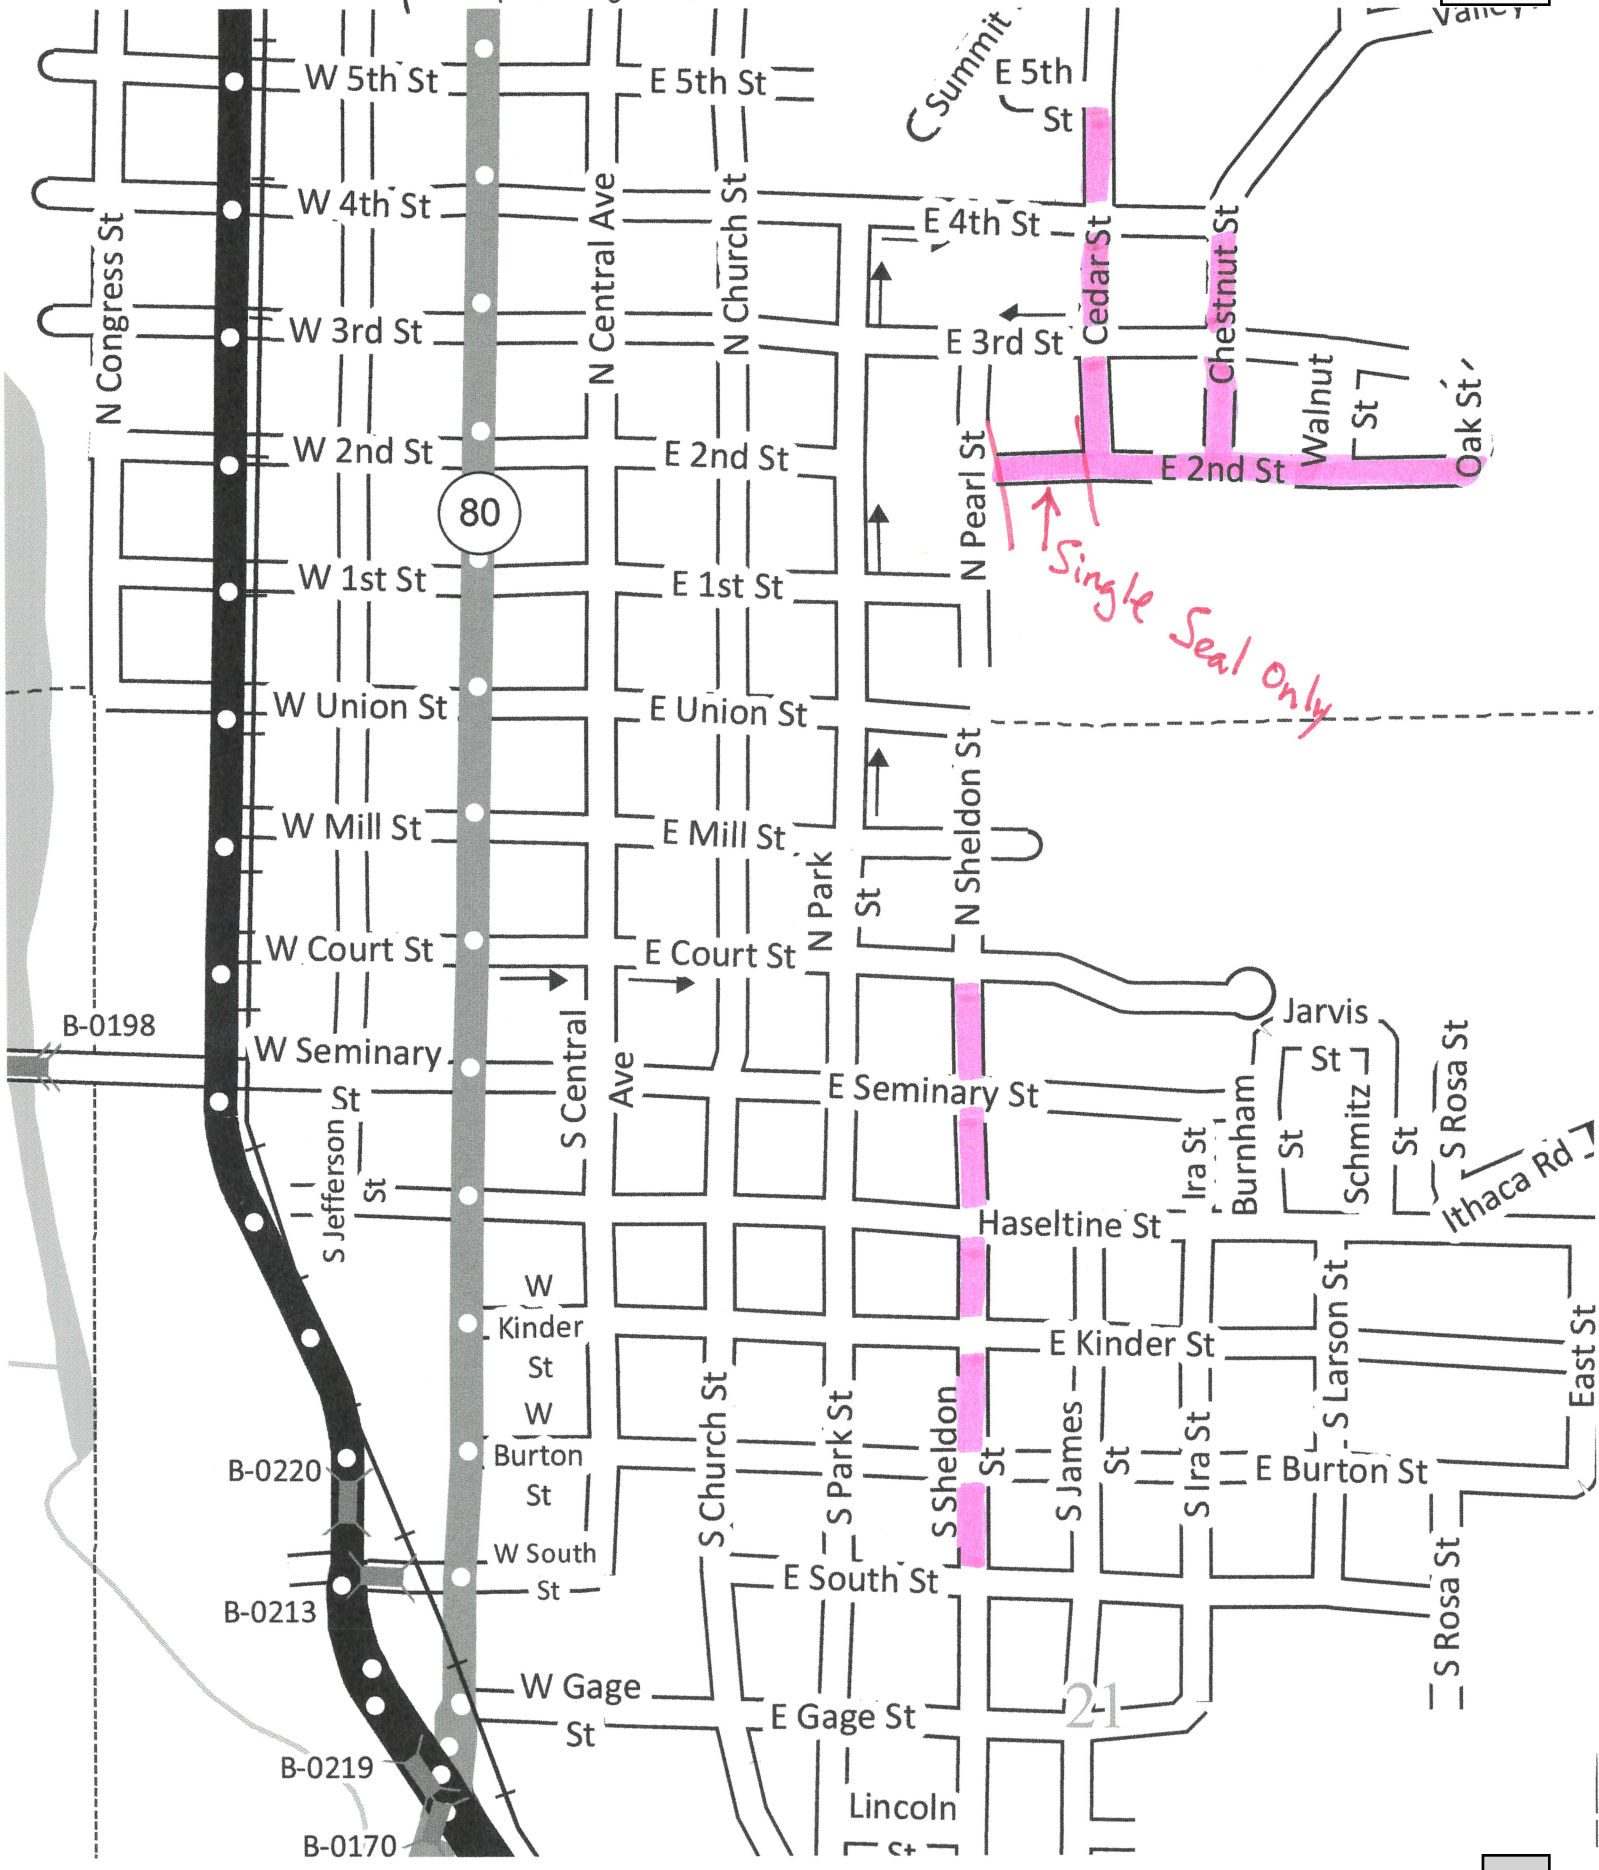 Valley
Summit
E 5th
St
W 5th St
E 5th St
W 4th St
E 4th St
N Congress St
N Central Ave
N Church St
Cedar St
Chestnut St
W 3rd St
E 3rd St
Walnut
St
Oak St
W 2nd St
E 2nd St
E 2nd St
N Pearl St
80
W 1st St
E 1st St
Single Seal Only
W Union St
E Union St
N Sheldon St
W Mill St
E Mill St
N Park
St
W Court St
E Court St
B-0198
Jarvis
St
W Seminary
St
S Central
Ave
E Seminary St
Ira St
Burnham
St
Schmitz
St
S Rosa St
Ithaca Rd
S Jefferson
St
Haseltine St
W
Kinder
St
E Kinder St
S Larson St
East St
W
Burton
St
S Church St
S Park St
S Sheldon
St
S James
St
S Ira St
E Burton St
B-0220
W South
St
E South St
S Rosa St
B-0213
W Gage
St
E Gage St
21
B-0219
Lincoln
St
B-0170